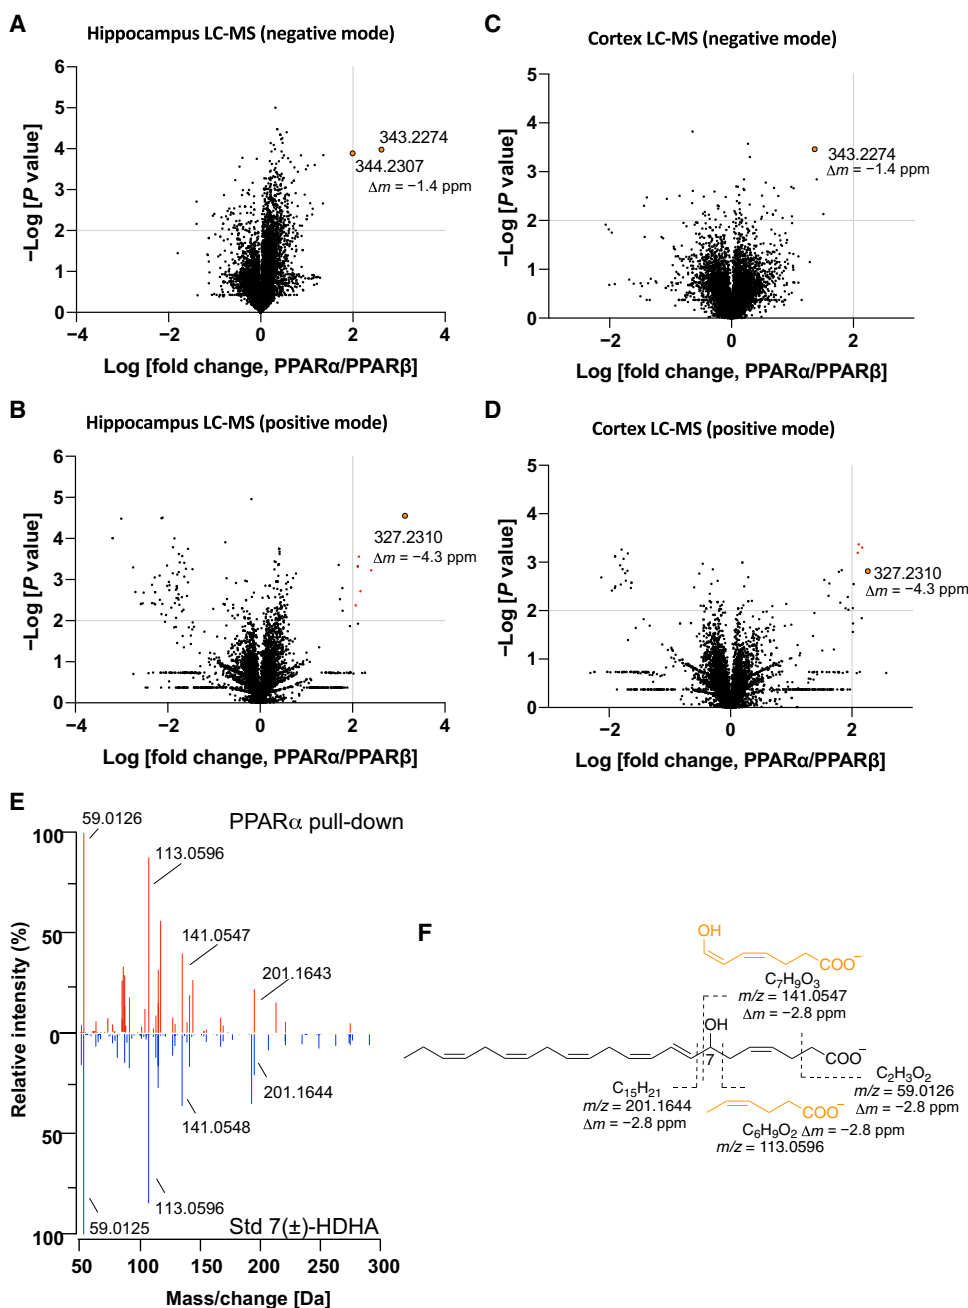 A
Hippocampus LC-MS (negative mode)
6
5
4
3
2
1
0
−4
−2
0
2
4
−Log [P value]
343.2274
344.2307
Δm = −1.4 ppm
Log [fold change, PPARα/PPARβ]
C
Cortex LC-MS (negative mode)
5
4
3
2
1
0
−2
0
2
−Log [P value]
343.2274
Δm = −1.4 ppm
Log [fold change, PPARα/PPARβ]
B
Hippocampus LC-MS (positive mode)
6
5
4
3
2
1
0
−4
−2
0
2
4
−Log [P value]
327.2310
Δm = −4.3 ppm
Log [fold change, PPARα/PPARβ]
D
Cortex LC-MS (positive mode)
5
4
3
2
1
0
−2
0
2
−Log [P value]
327.2310
Δm = −4.3 ppm
Log [fold change, PPARα/PPARβ]
E
PPARα pull-down
59.0126
113.0596
141.0547
201.1643
100
50
0
50
100
Relative intensity (%)
201.1644
141.0548
113.0596
59.0125
Std 7(±)-HDHA
50
100
150
200
250
300
Mass/change [Da]
F
OH
COO−
C7H9O3
m/z = 141.0547
Δm = −2.8 ppm
OH
7
COO−
C15H21
m/z = 201.1644
Δm = −2.8 ppm
C2H3O2
m/z = 59.0126
Δm = −2.8 ppm
COO−
C6H9O2 Δm = −2.8 ppm
m/z = 113.0596